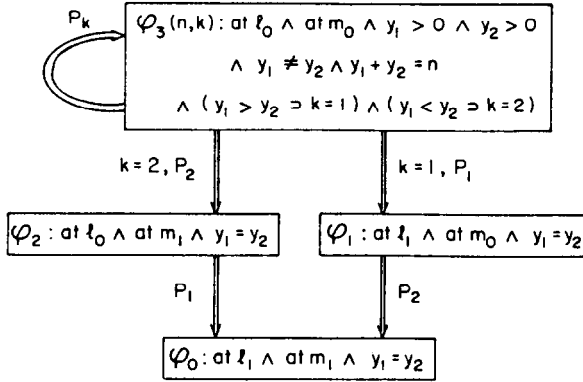 P_k
φ_3(n,k): at ℓ_0 ∧ at m_0 ∧ y_1 > 0 ∧ y_2 > 0
∧ y_1 ≠ y_2 ∧ y_1 + y_2 = n
∧ (y_1 > y_2 ⊃ k=1) ∧ (y_1 < y_2 ⊃ k=2)
k=2, P_2
k=1, P_1
φ_2: at ℓ_0 ∧ at m_1 ∧ y_1 = y_2
φ_1: at ℓ_1 ∧ at m_0 ∧ y_1 = y_2
P_1
P_2
φ_0: at ℓ_1 ∧ at m_1 ∧ y_1 = y_2